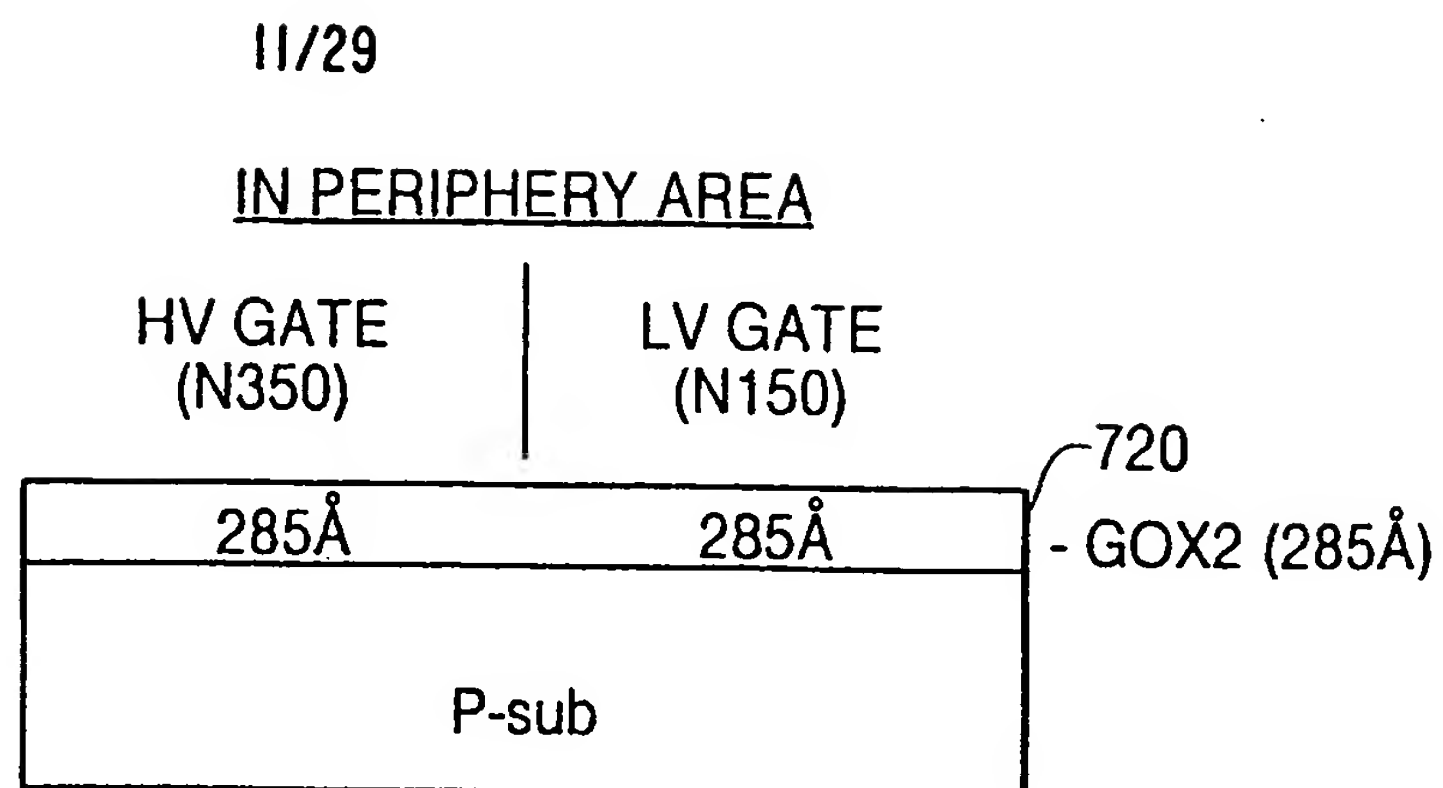 11/29
IN PERIPHERY AREA
HV GATE
(N350)
LV GATE
(N150)
720
285Å
285Å
- GOX2 (285Å)
P-sub